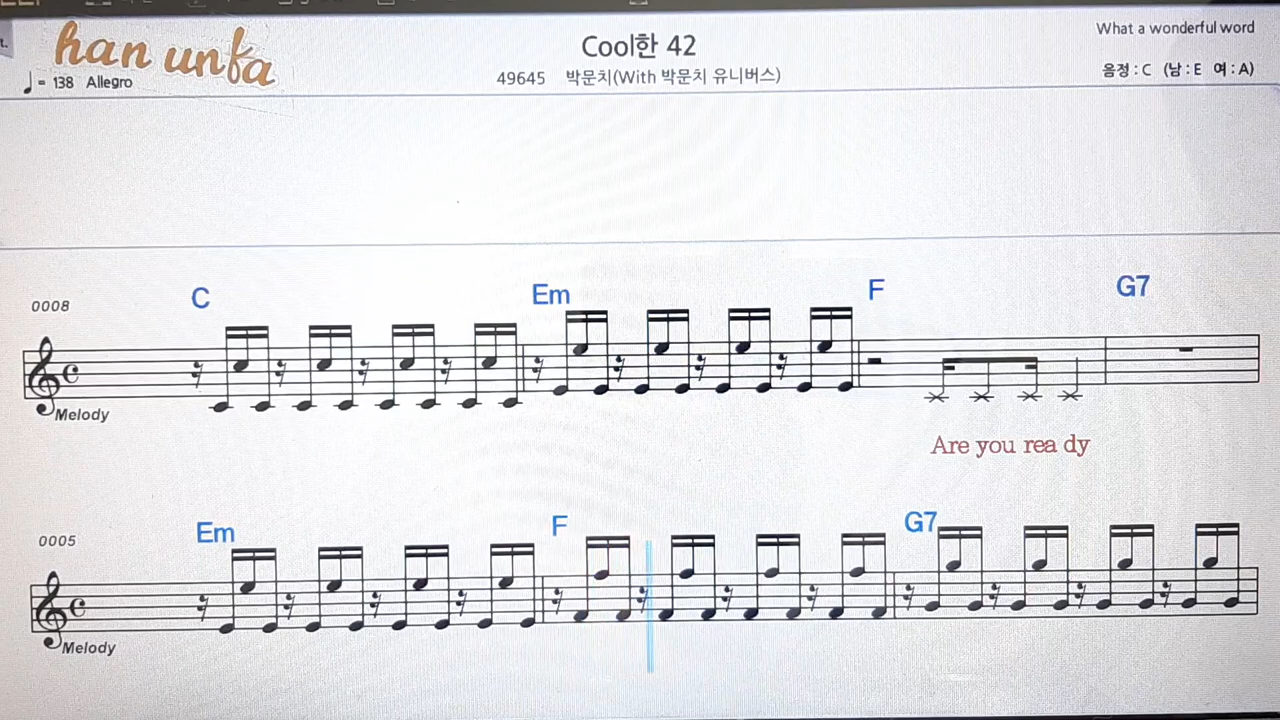 t.
han unfa
Cool한 42
What a wonderful word
= 138 Allegro
49645 박문치(With 박문치 유니버스)
음정 : C (남 : E 여 : A)
0008
C
Em
F
G7
Melody
Are you rea dy
0005
Em
F
G7
Melody